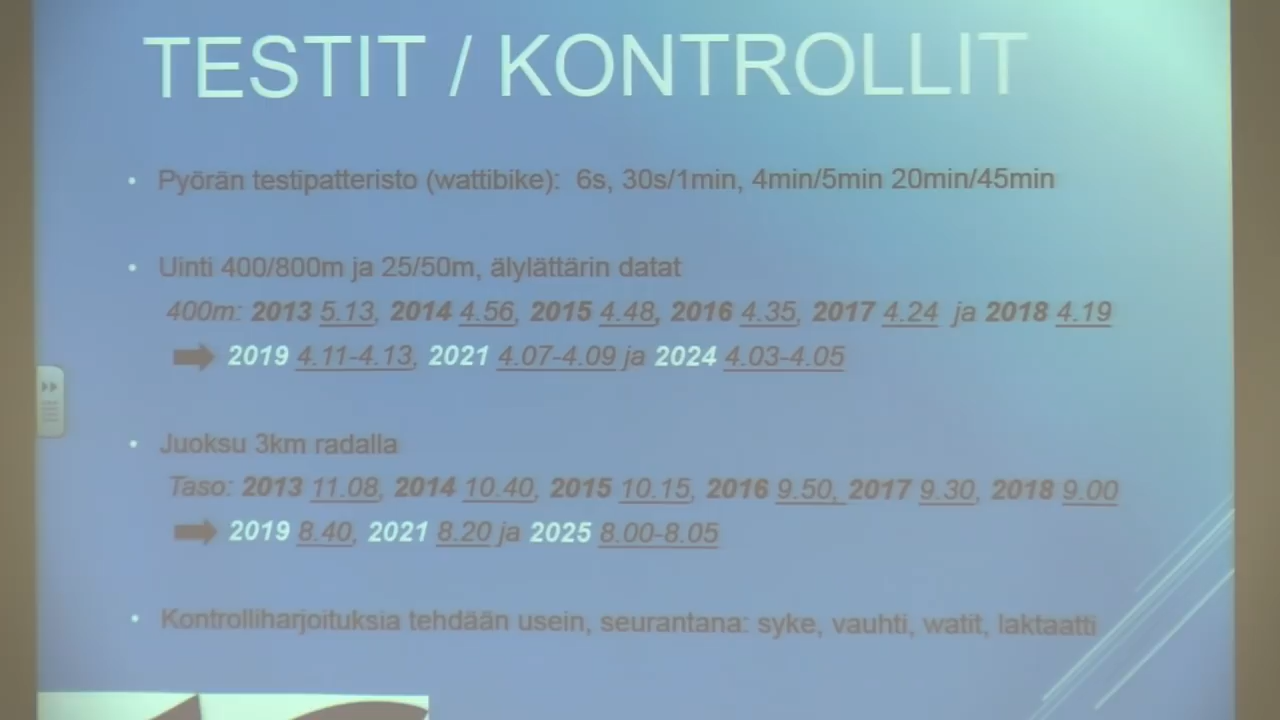 TESTIT / KONTROLLIT
• Pyörän testipatteristo (wattibike): 6s, 30s/1min, 4min/5min 20min/45min
• Uinti 400/800m ja 25/50m, älylättärin datat
400m: 2013 5.13, 2014 4.56, 2015 4.48, 2016 4.35, 2017 4.24 ja 2018 4.19
➡ 2019 4.11-4.13, 2021 4.07-4.09 ja 2024 4.03-4.05
• Juoksu 3km radalla
Taso: 2013 11.08, 2014 10.40, 2015 10.15, 2016 9.50, 2017 9.30, 2018 9.00
➡ 2019 8.40, 2021 8.20 ja 2025 8.00-8.05
• Kontrolliharjoituksia tehdään usein, seurantana: syke, vauhti, watit, laktaatti